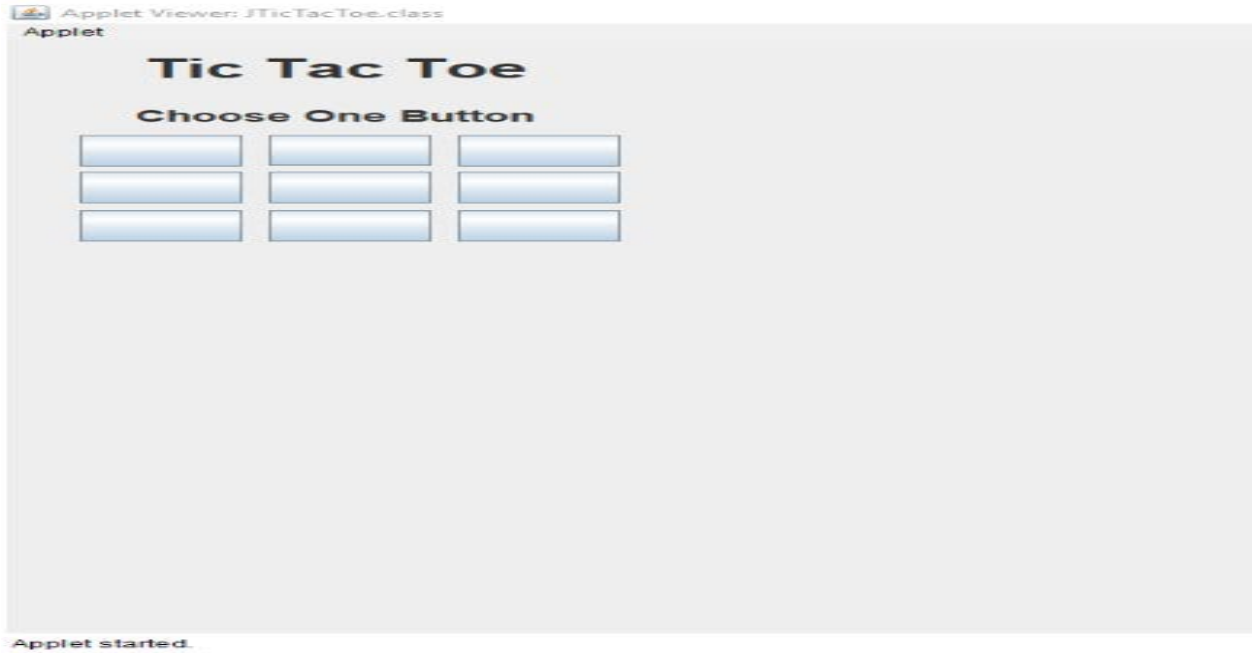 Applet Viewer: JTicTacToe.class
Applet
Tic Tac Toe
Choose One Button
Applet started.